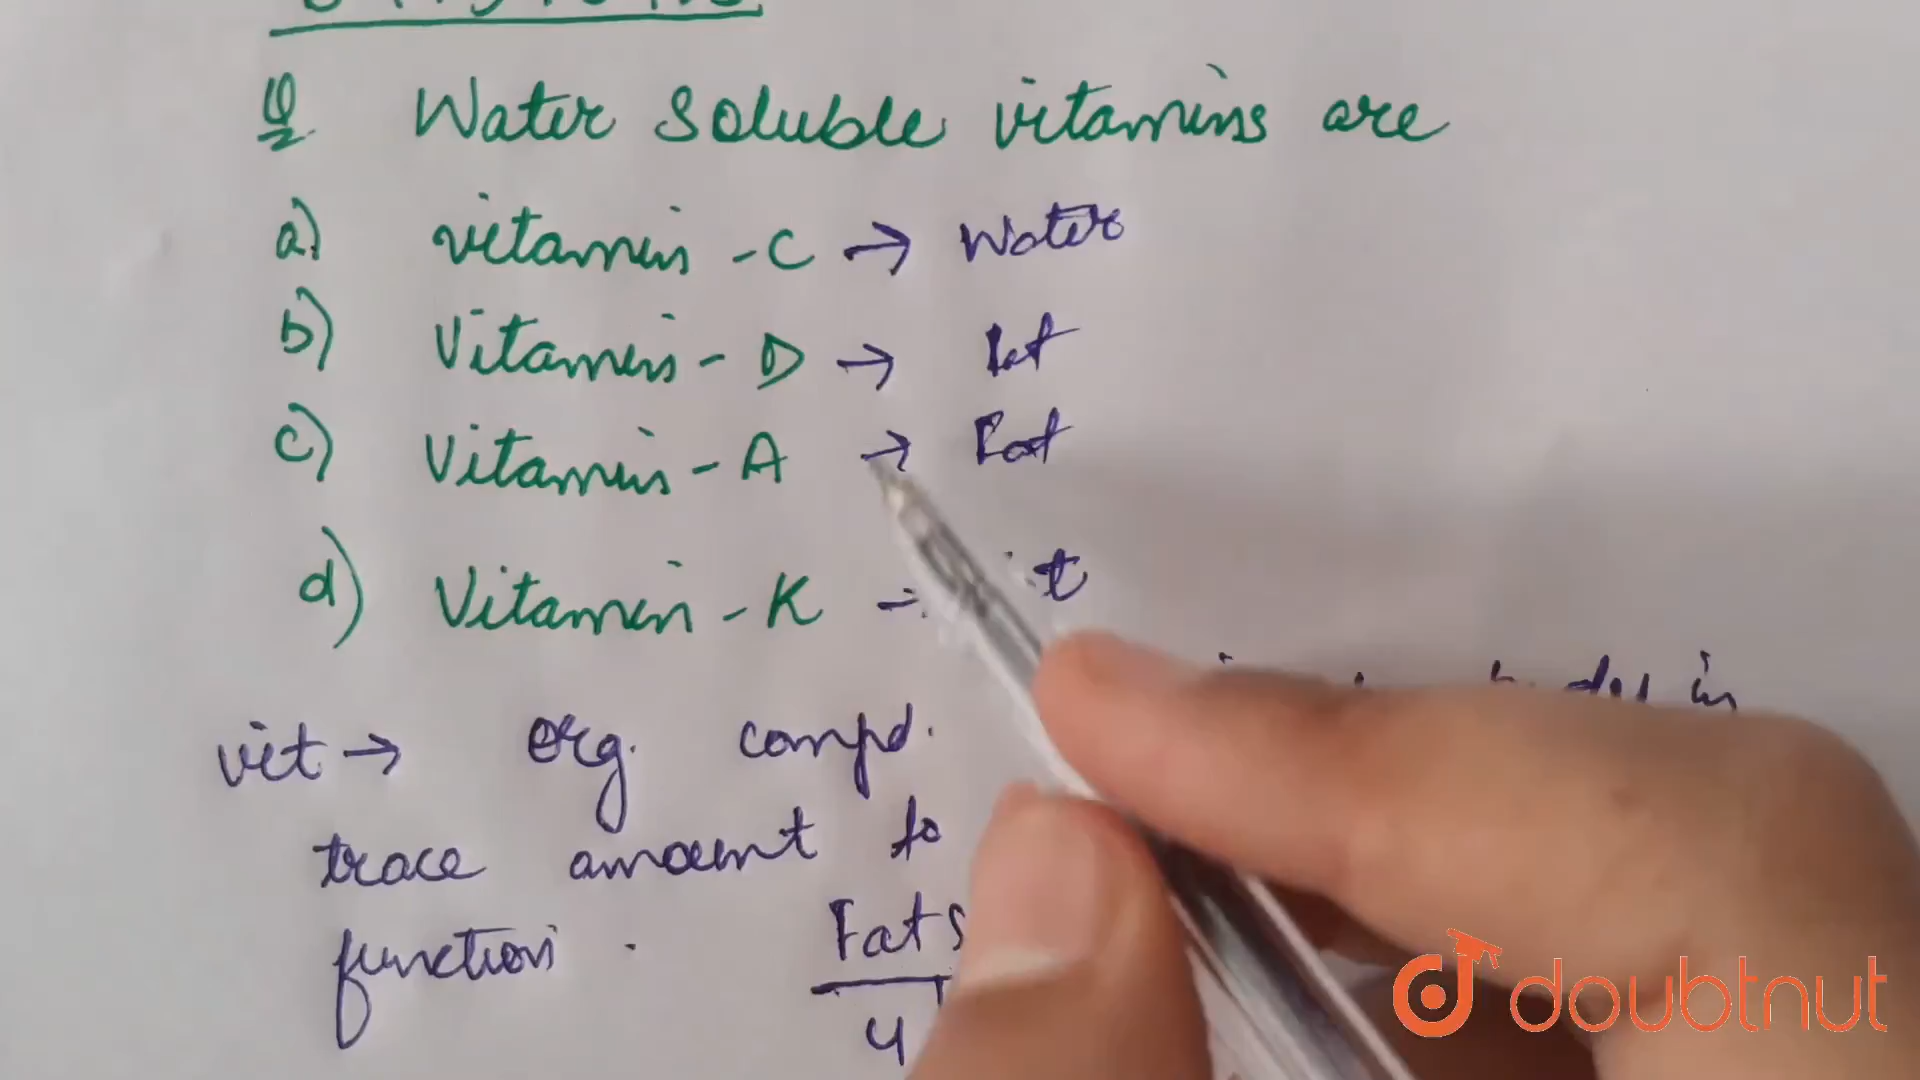 Q Water Soluble vitamins are
a) vitamin - C → Water
b) Vitamin - D → Fat
c) Vitamin - A → Fat
d) Vitamin - K
vit → org. compd. in
trace amount to
function.
Fats
4
doubtnut